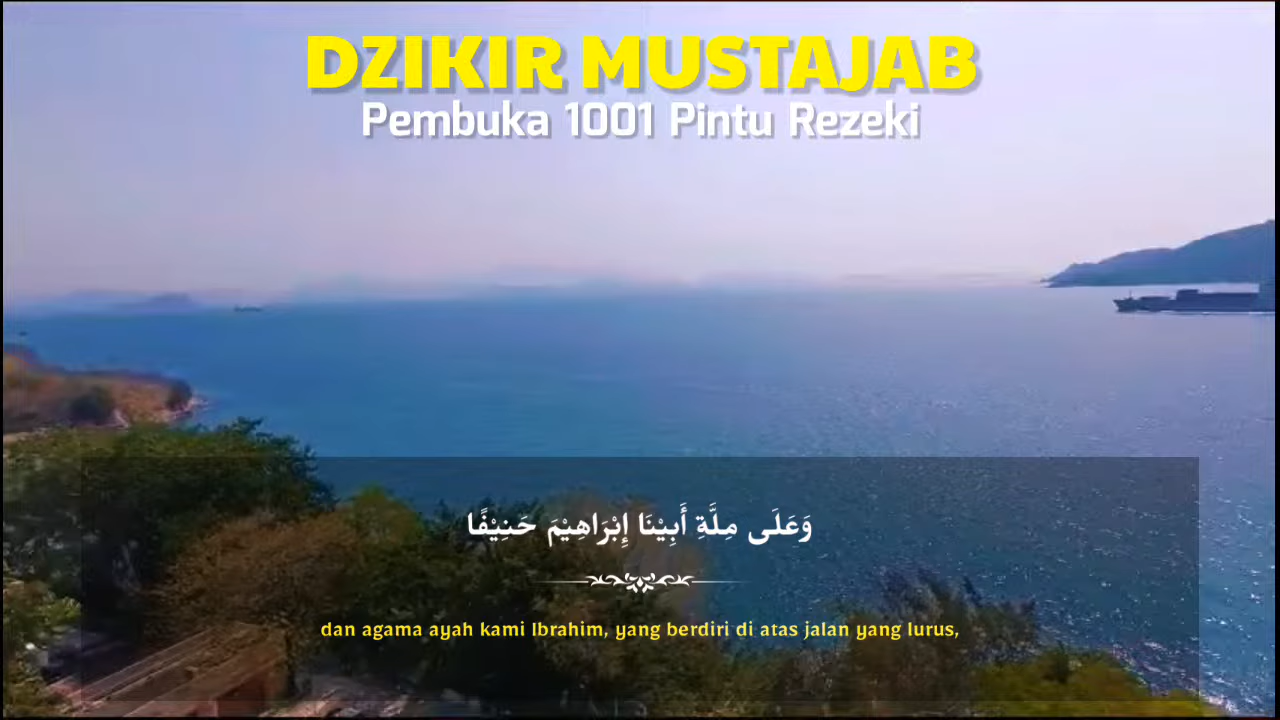 DZIKIR MUSTAJAB
Pembuka 1001 Pintu Rezeki
وَعَلَى مِلَّةِ أَبِيْنَا إِبْرَاهِيْمَ حَنِيْفًا
dan agama ayah kami Ibrahim, yang berdiri di atas jalan yang lurus,